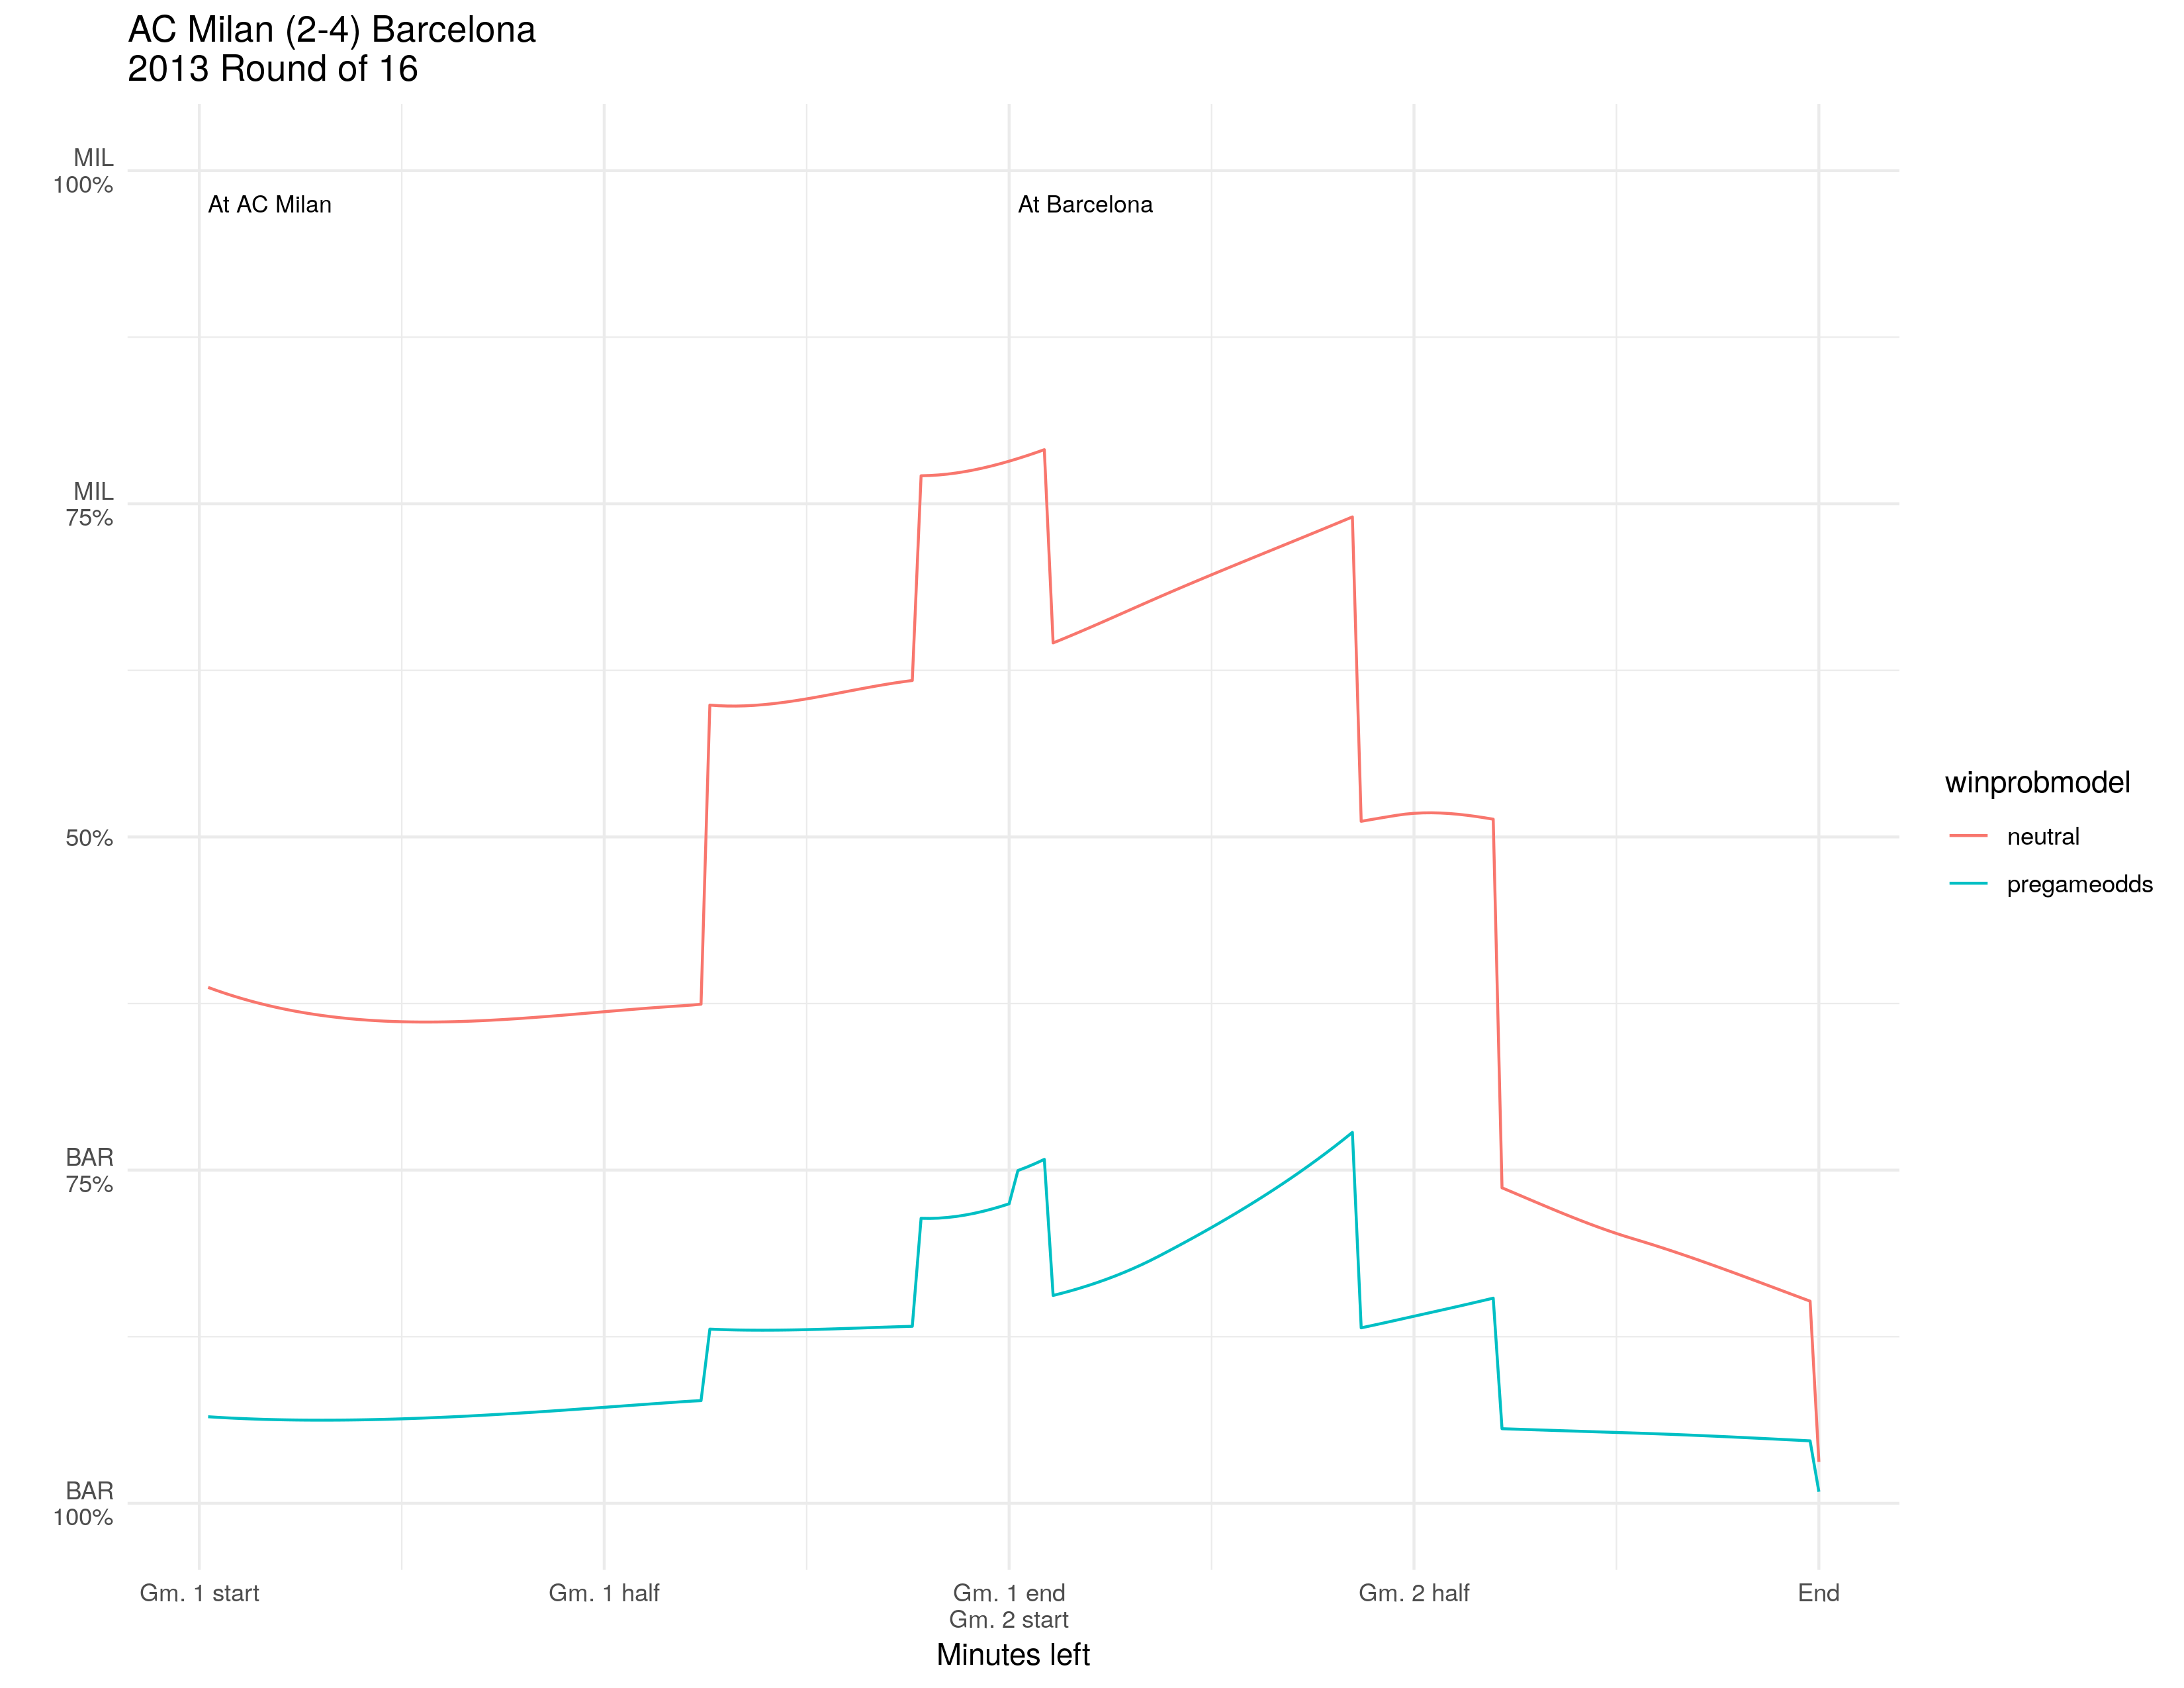 AC Milan (2-4) Barcelona
2013 Round of 16
MIL
100%
At AC Milan
At Barcelona
MIL
75%
50%
BAR
75%
BAR
100%
winprobmodel
neutral
pregameodds
Gm. 1 start
Gm. 1 half
Gm. 1 end
Gm. 2 start
Gm. 2 half
End
Minutes left